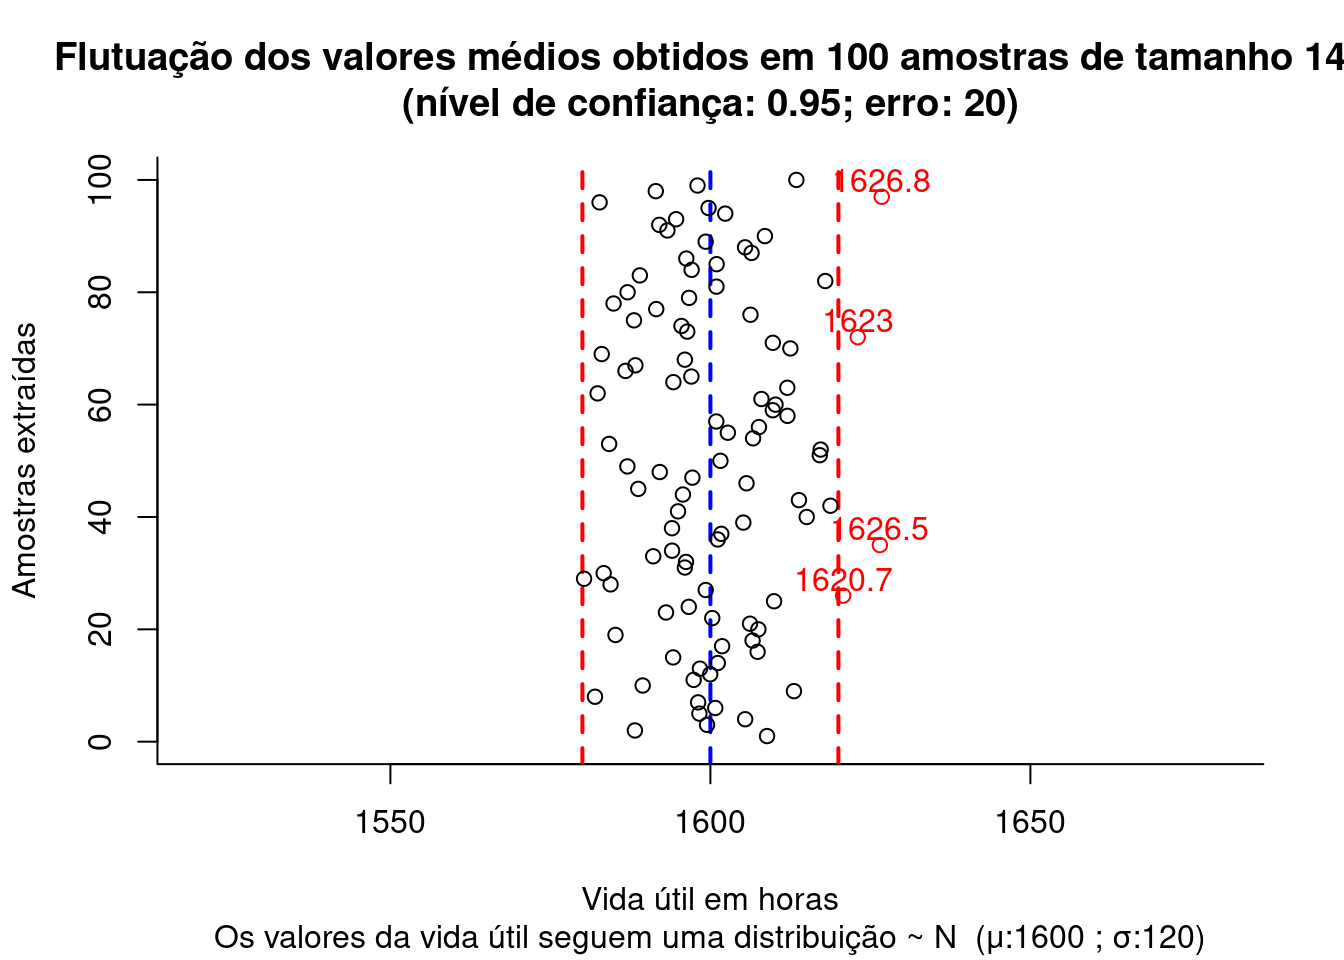 Flutuação dos valores médios obtidos em 100 amostras de tamanho 14
(nível de confiança: 0.95; erro: 20)
Amostras extraídas
100
80
60
40
20
0
1626.8
1623
1626.5
1620.7
1550
1600
1650
Vida útil em horas
Os valores da vida útil seguem uma distribuição ~ N (μ:1600 ; σ:120)